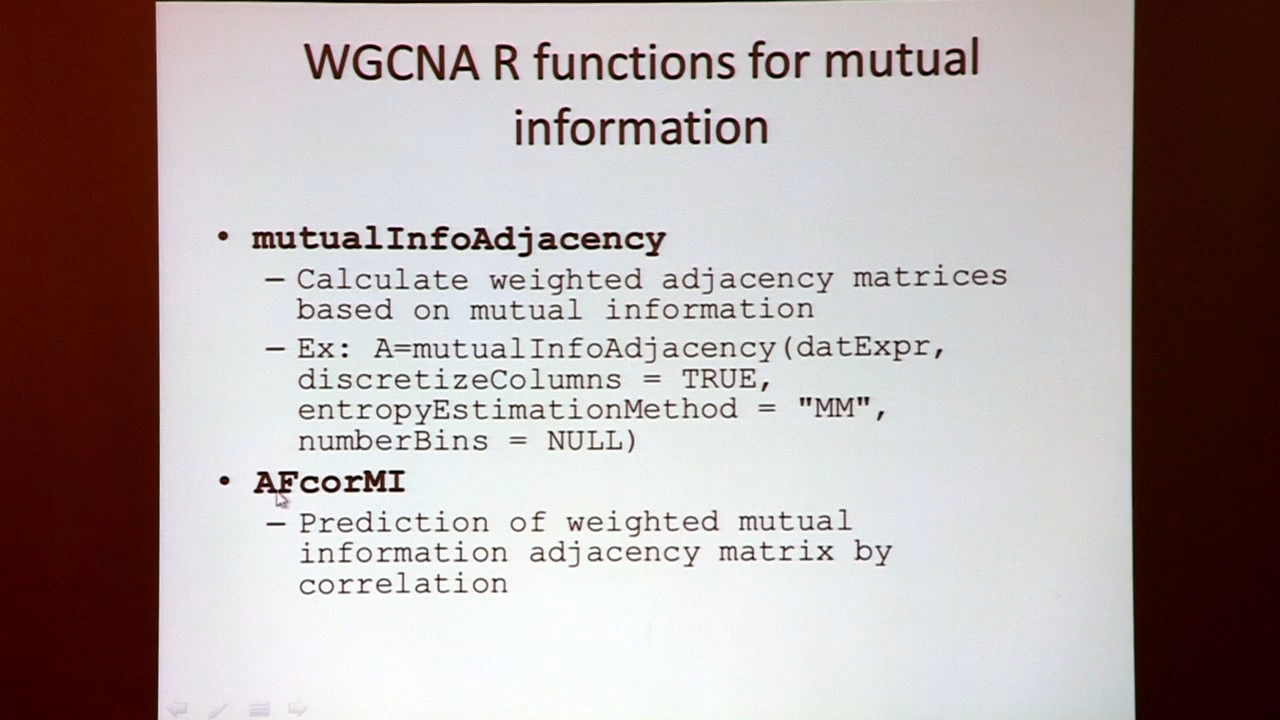 WGCNA R functions for mutual
information
• mutualInfoAdjacency
– Calculate weighted adjacency matrices
based on mutual information
– Ex: A=mutualInfoAdjacency(datExpr,
discretizeColumns = TRUE,
entropyEstimationMethod = "MM",
numberBins = NULL)
• AFcorMI
– Prediction of weighted mutual
information adjacency matrix by
correlation